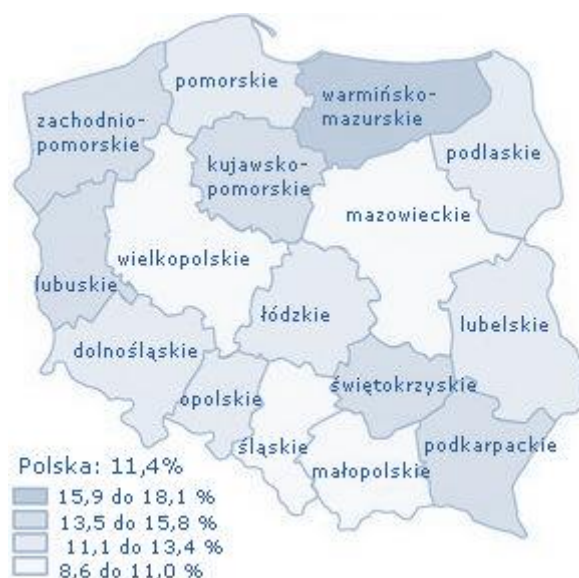 pomorskie
warmińsko-
mazurskie
zachodnio-
pomorskie
podlaskie
kujawsko-
pomorskie
mazowieckie
wielkopolskie
lubuskie
łódzkie
lubelskie
dolnośląskie
opolskie
świętokrzyskie
śląskie
małopolskie
podkarpackie
Polska: 11,4%
15,9 do 18,1 %
13,5 do 15,8 %
11,1 do 13,4 %
8,6 do 11,0 %